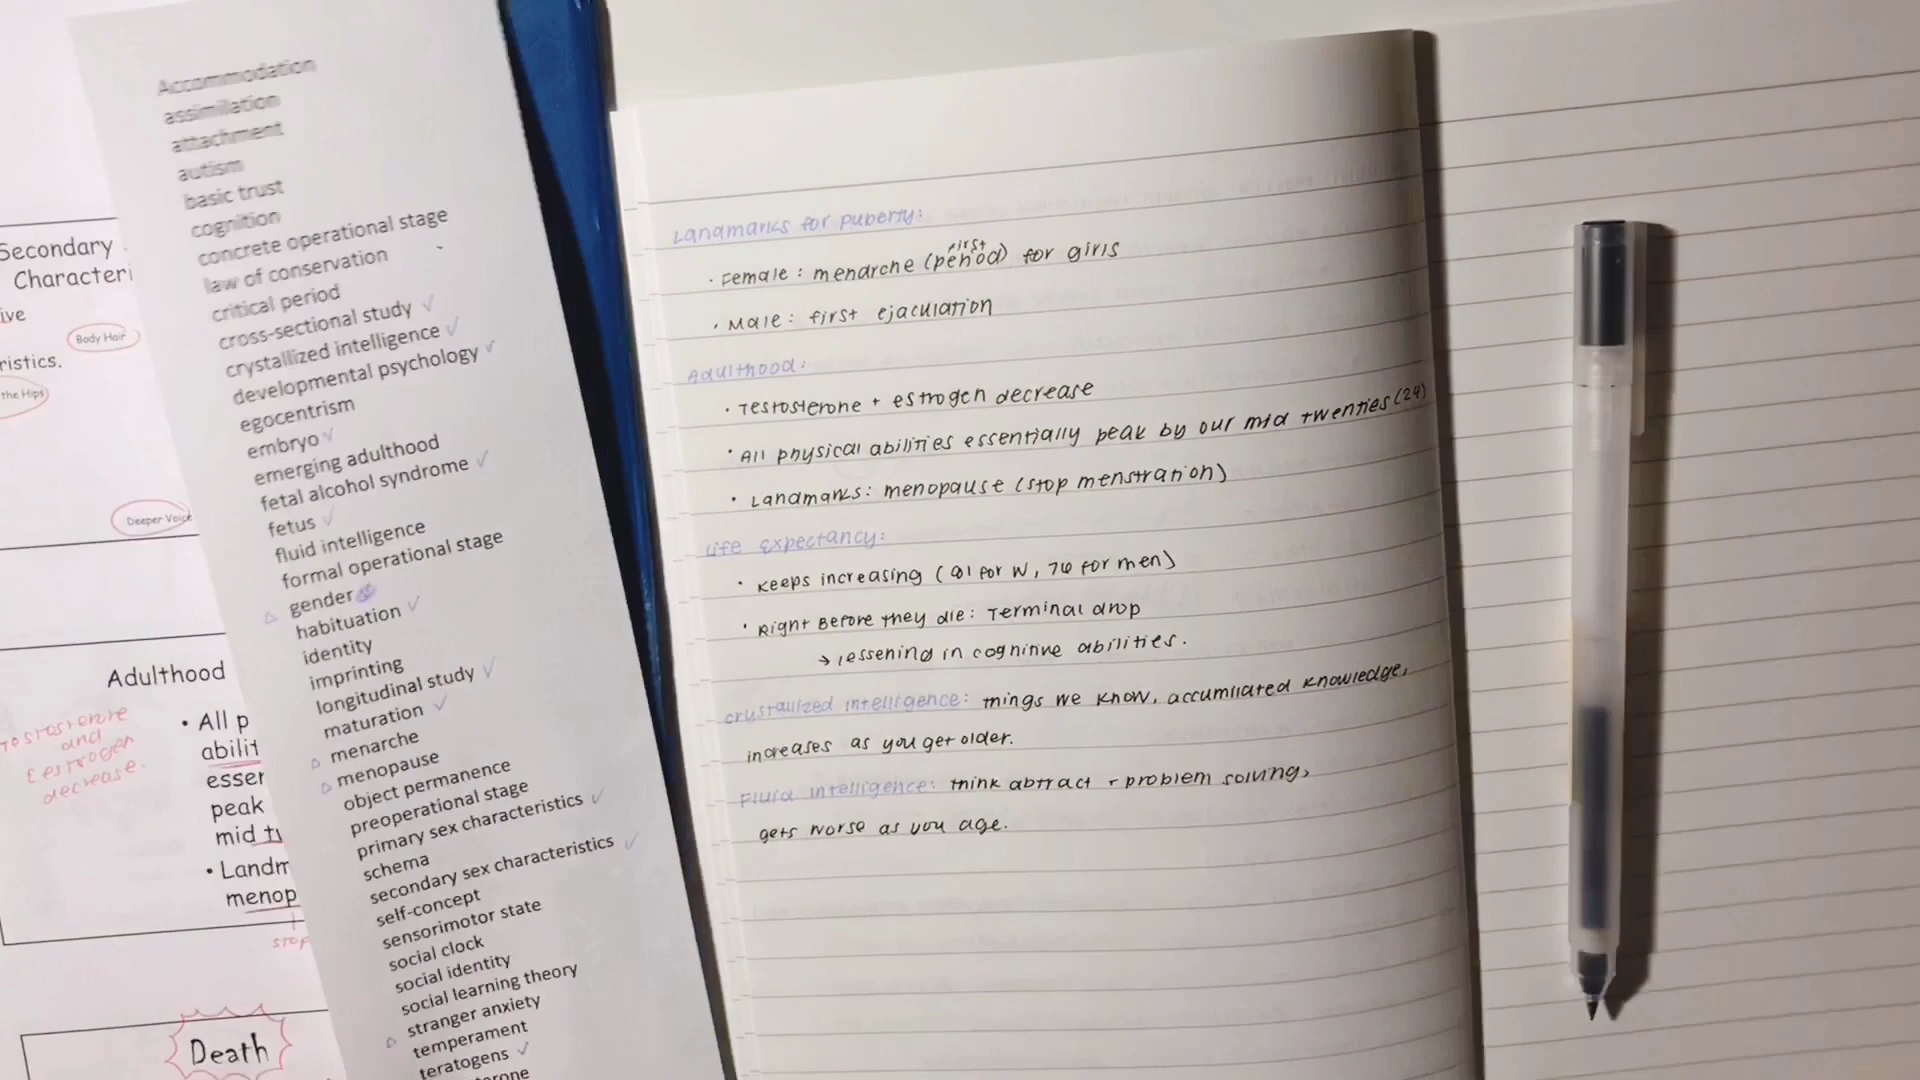 Secondary
Characteri
ive
Body Hair
ristics.
the Hips
Deeper Voice
Adulthood
Testosterone
and
Eestrogen
decrease.
• All p
abilit
esser
peak
mid tu
• Landm
menop
stop
Death
Accommodation
assimilation
attachment
autism
basic trust
cognition
concrete operational stage
law of conservation
critical period
cross-sectional study ✓
crystallized intelligence ✓
developmental psychology ✓
egocentrism
embryo ✓
emerging adulthood
fetal alcohol syndrome ✓
fetus ✓
fluid intelligence
formal operational stage
gender
habituation ✓
identity
imprinting
longitudinal study ✓
maturation ✓
menarche
menopause
object permanence
preoperational stage
primary sex characteristics ✓
schema
secondary sex characteristics ✓
self-concept
sensorimotor state
social clock
social identity
social learning theory
stranger anxiety
temperament
teratogens ✓
terone
Landmarks for puberty:
• Female: menarche (first period) for girls
• Male: first ejaculation
Adulthood:
• Testosterone + estrogen decrease
• All physical abilities essentially peak by our mid twenties (24)
• Landmarks: menopause (stop menstration)
Life expectancy:
• Keeps increasing (81 for W, 76 for men)
• Right Before they die: Terminal drop
→ lessening in cognitive abilities.
crystallized intelligence: things we know, accumilated knowledge,
increases as you get older.
Fluid intelligence: think abtract + problem solving,
gets worse as you age.